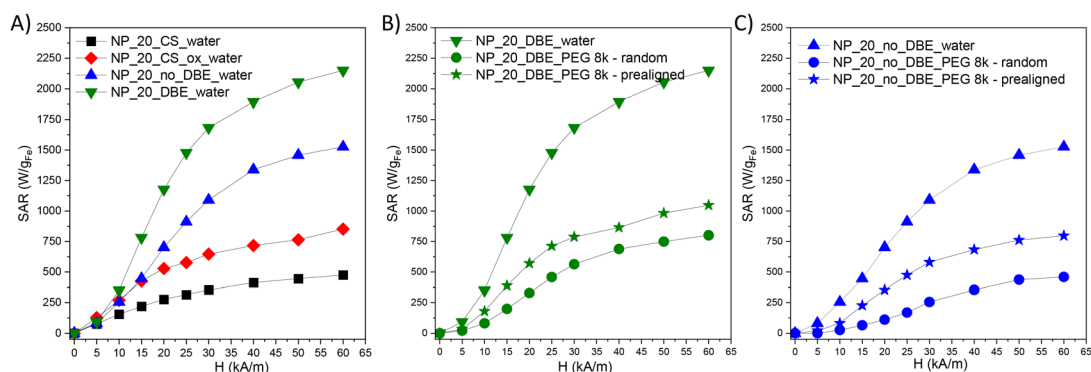 A)
SAR (W/gFe)
2500
2250
2000
1750
1500
1250
1000
750
500
250
0
NP_20_CS_water
NP_20_CS_ox_water
NP_20_no_DBE_water
NP_20_DBE_water
0 5 10 15 20 25 30 35 40 45 50 55 60 65
H (kA/m)
B)
SAR (W/gFe)
2500
2250
2000
1750
1500
1250
1000
750
500
250
0
NP_20_DBE_water
NP_20_DBE_PEG 8k - random
NP_20_DBE_PEG 8k - prealigned
0 5 10 15 20 25 30 35 40 45 50 55 60 65
H (kA/m)
C)
SAR (W/gFe)
2500
2250
2000
1750
1500
1250
1000
750
500
250
0
NP_20_no_DBE_water
NP_20_no_DBE_PEG 8k - random
NP_20_no_DBE_PEG 8k - prealigned
0 5 10 15 20 25 30 35 40 45 50 55 60 65
H (kA/m)